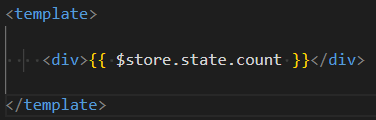 <template>
<div>{{ $store.state.count }}</div>
</template>